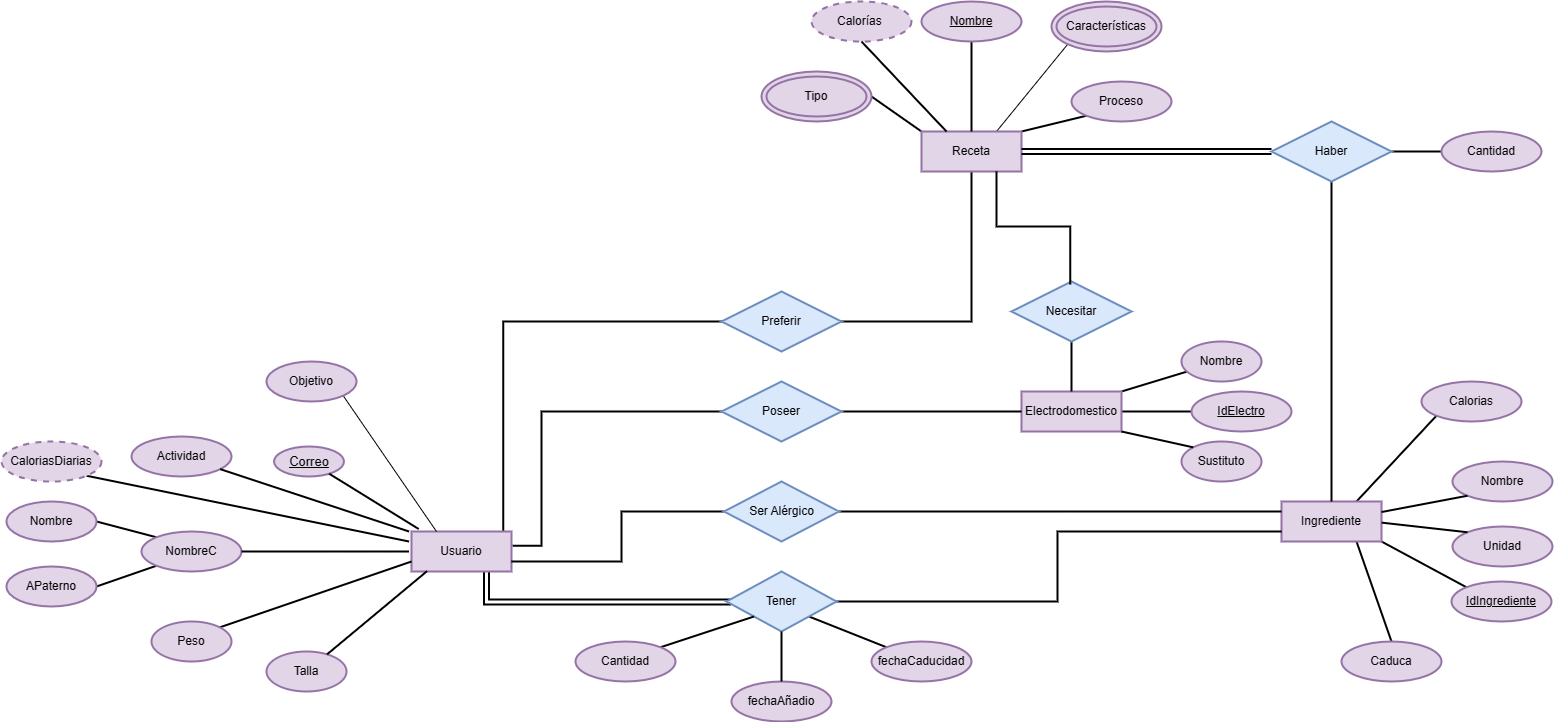 Calorías
Nombre
Características
Tipo
Proceso
Receta
Haber
Cantidad
Preferir
Necesitar
Objetivo
Nombre
Poseer
Electrodomestico
IdElectro
Calorias
CaloriasDiarias
Actividad
Correo
Sustituto
Nombre
Nombre
NombreC
Usuario
Ser Alérgico
Ingrediente
Unidad
APaterno
Tener
IdIngrediente
Peso
Talla
Cantidad
fechaCaducidad
Caduca
fechaAñadio